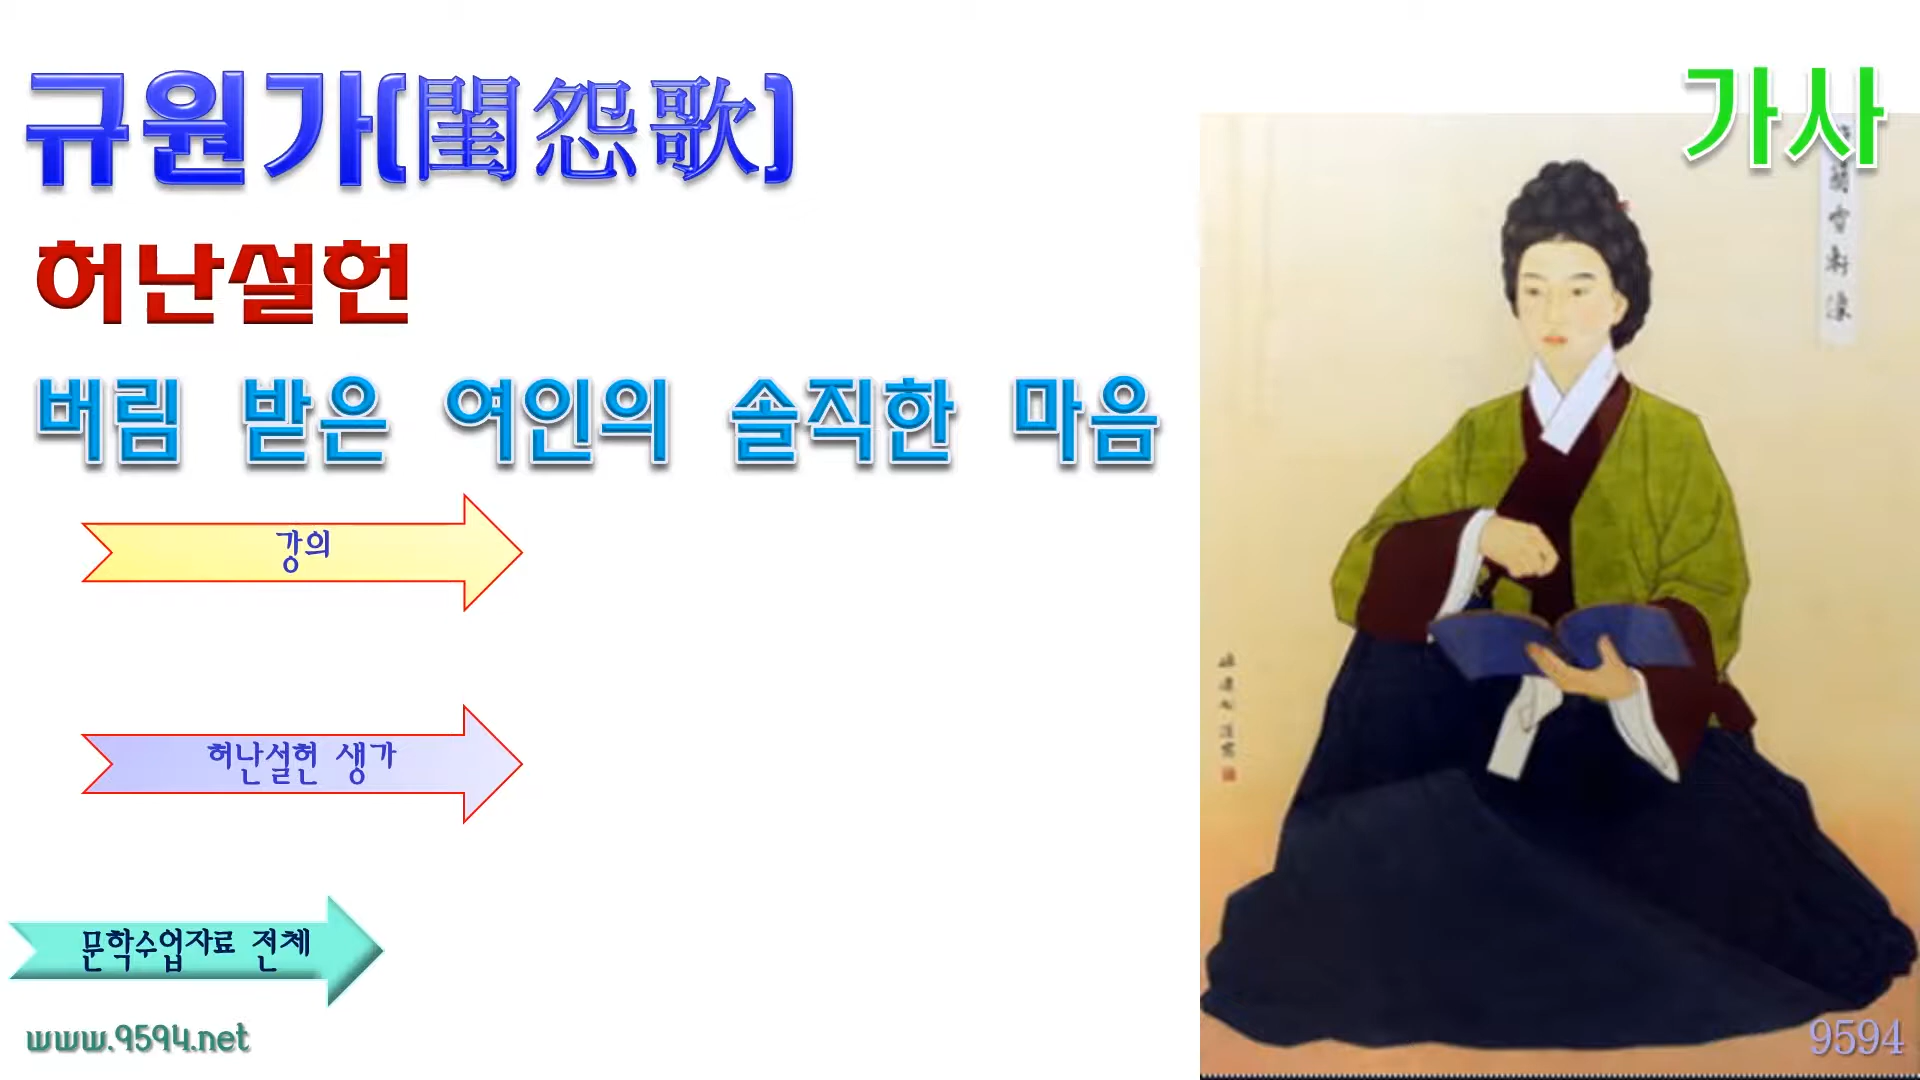 규원가(閨怨歌)
가사
허난설헌
버림 받은 여인의 솔직한 마음
강의
허난설헌 생가
문학수업자료 전체
www.9594.net
9594